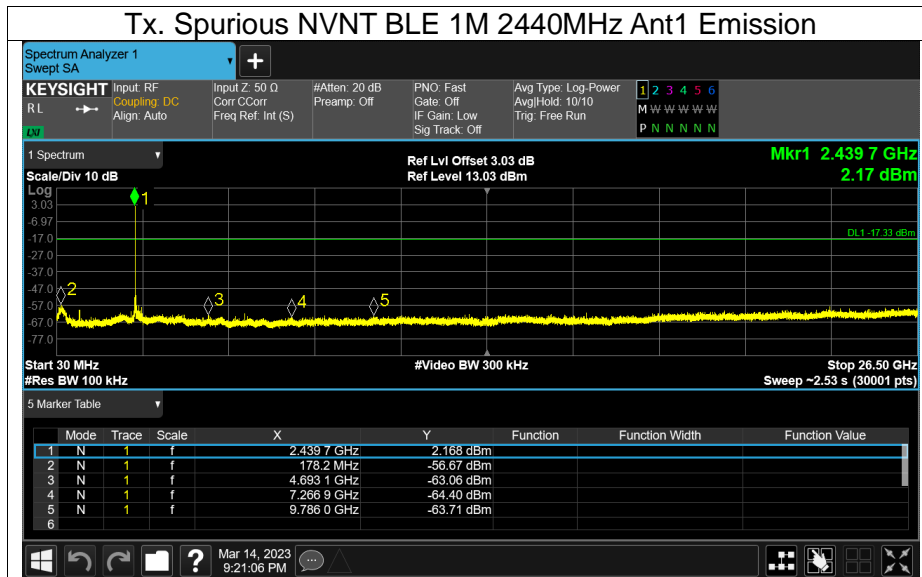 Tx. Spurious NVNT BLE 1M 2440MHz Ant1 Emission
Spectrum Analyzer 1
Swept SA
+
KEYSIGHT Input: RF Input Z: 50 Ω #Atten: 20 dB PNO: Fast Avg Type: Log-Power 1 2 3 4 5 6
R L Coupling: DC Corr CCorr Preamp: Off Gate: Off Avg|Hold: 10/10 M W W W W W
Align: Auto Freq Ref: Int (S) IF Gain: Low Trig: Free Run
LXI Sig Track: Off P N N N N N
1 Spectrum Ref Lvl Offset 3.03 dB Mkr1 2.439 7 GHz
Scale/Div 10 dB Ref Level 13.03 dBm 2.17 dBm
Log
1
3.03
-6.97
-17.0 DL1 -17.33 dBm
-27.0
-37.0
-47.0 2
-57.0 3 4 5
-67.0
-77.0
Start 30 MHz #Video BW 300 kHz Stop 26.50 GHz
#Res BW 100 kHz Sweep ~2.53 s (30001 pts)
5 Marker Table
Mode Trace Scale X Y Function Function Width Function Value
1 N 1 f 2.439 7 GHz 2.168 dBm
2 N 1 f 178.2 MHz -56.67 dBm
3 N 1 f 4.693 1 GHz -63.06 dBm
4 N 1 f 7.266 9 GHz -64.40 dBm
5 N 1 f 9.786 0 GHz -63.71 dBm
6
? Mar 14, 2023
9:21:06 PM